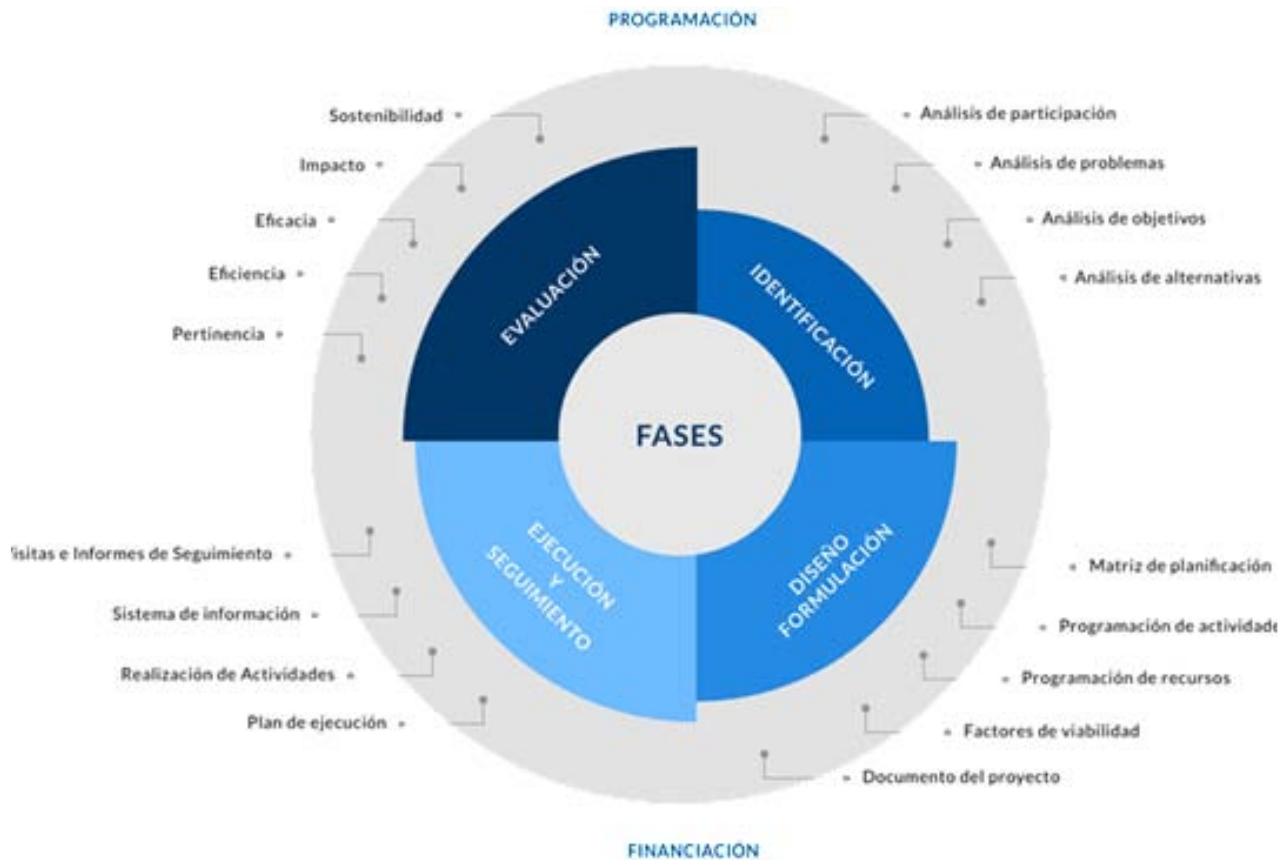 PROGRAMACIÓN
Sostenibilidad
Impacto
Eficacia
Eficiencia
Pertinencia
Análisis de participación
Análisis de problemas
Análisis de objetivos
Análisis de alternativas
EVALUACIÓN
IDENTIFICACIÓN
FASES
EJECUCIÓN
Y
SEGUIMIENTO
DISEÑO
FORMULACIÓN
e Informes de Seguimiento
Sistema de información
Realización de Actividades
Plan de ejecución
Matriz de planificación
Programación de
Programación de recursos
Factores de viabilidad
Documento del proyecto
FINANCIACIÓN